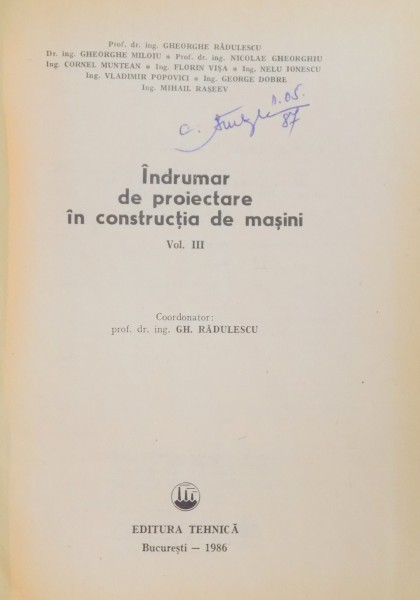 Prof. dr. ing. GHEORGHE RĂDULESCU
Dr. ing. GHEORGHE MILOIU • Prof. dr. ing. NICOLAE GHEORGHIU
Ing. CORNEL MUNTEAN • Ing. FLORIN VIȘA • Ing. NELU IONESCU
Ing. VLADIMIR POPOVICI • Ing. GEORGE DOBRE
Ing. MIHAIL RAȘEEV
87
Îndrumar
de proiectare
în construcția de mașini
Vol. III
Coordonator:
prof. dr. ing. GH. RĂDULESCU
EDITURA TEHNICĂ
București — 1986